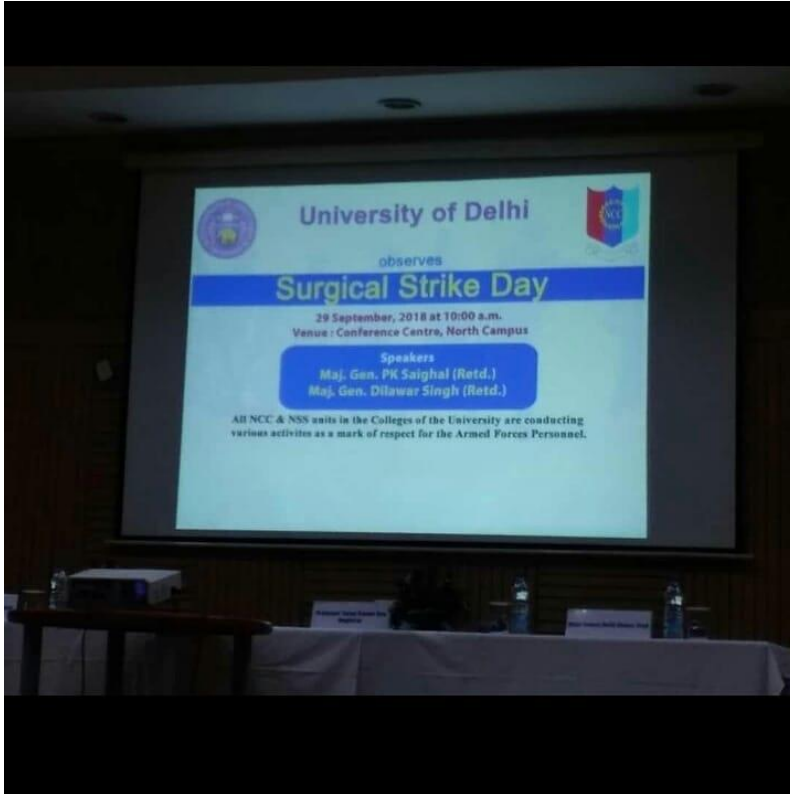 University of Delhi
NCC
observes
Surgical Strike Day
29 September, 2018 at 10:00 a.m.
Venue : Conference Centre, North Campus
Speakers
Maj. Gen. PK Saighal (Retd.)
Maj. Gen. Dilawar Singh (Retd.)
All NCC & NSS units in the Colleges of the University are conducting
various activites as a mark of respect for the Armed Forces Personnel.